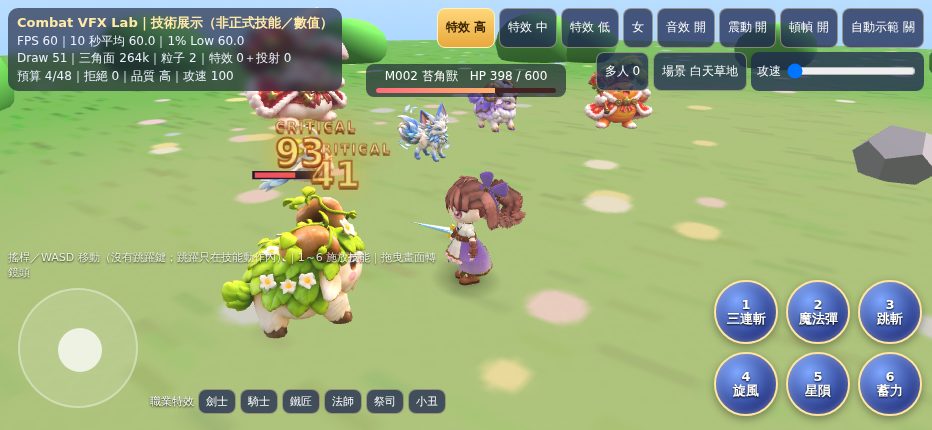 Combat VFX Lab｜技術展示（非正式技能／數值）
FPS 60｜10 秒平均 60.0｜1% Low 60.0
Draw 51｜三角面 264k｜粒子 2｜特效 0＋投射 0
預算 4/48｜拒絕 0｜品質 高｜攻速 100
特效 高
特效 中
特效 低
女
音效 開
震動 開
頓幀 開
自動示範 關
多人 0
場景 白天草地
攻速
M002 苔角獸 HP 398 / 600
CRITICAL
93
CRITICAL
41
搖桿／WASD 移動（沒有跳躍鍵；跳躍只在技能動作內）｜1～6 施放技能｜拖曳畫面轉
鏡頭
1
三連斬
2
魔法彈
3
跳斬
4
旋風
5
星隕
6
蓄力
職業特效
劍士
騎士
鐵匠
法師
祭司
小丑